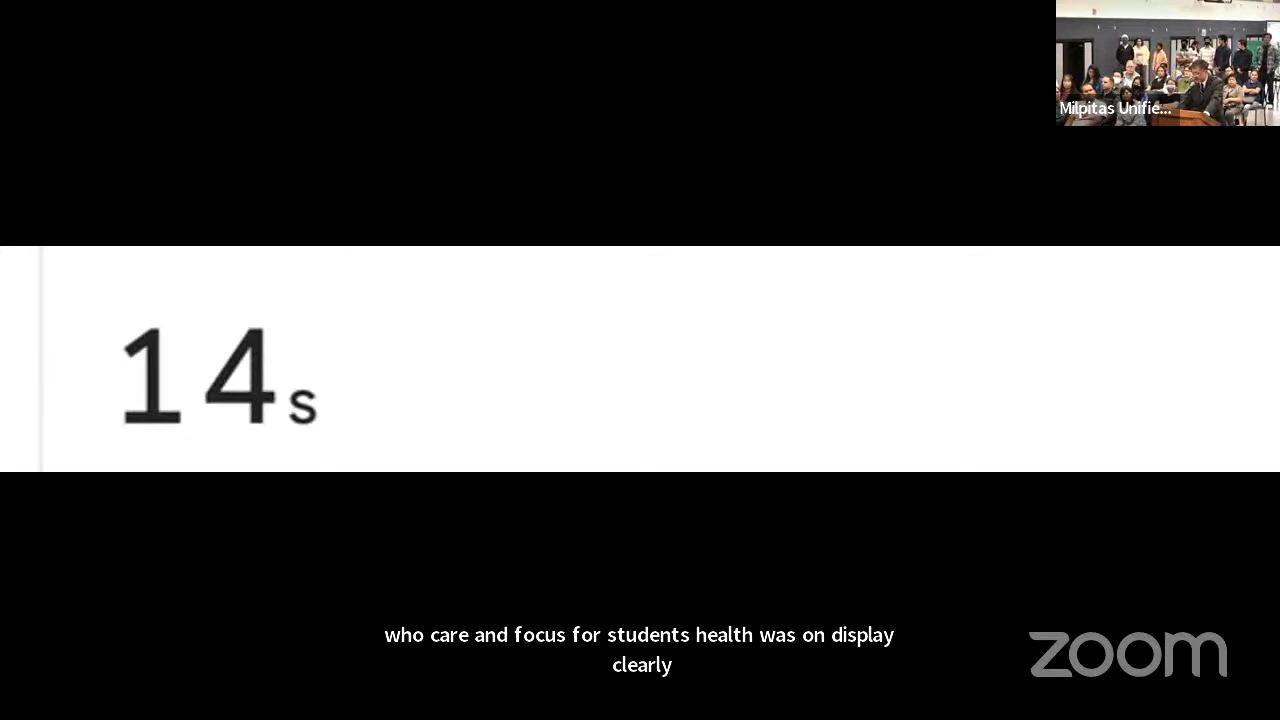 Milpitas Unifie...
14s
who care and focus for students health was on display
clearly
zoom